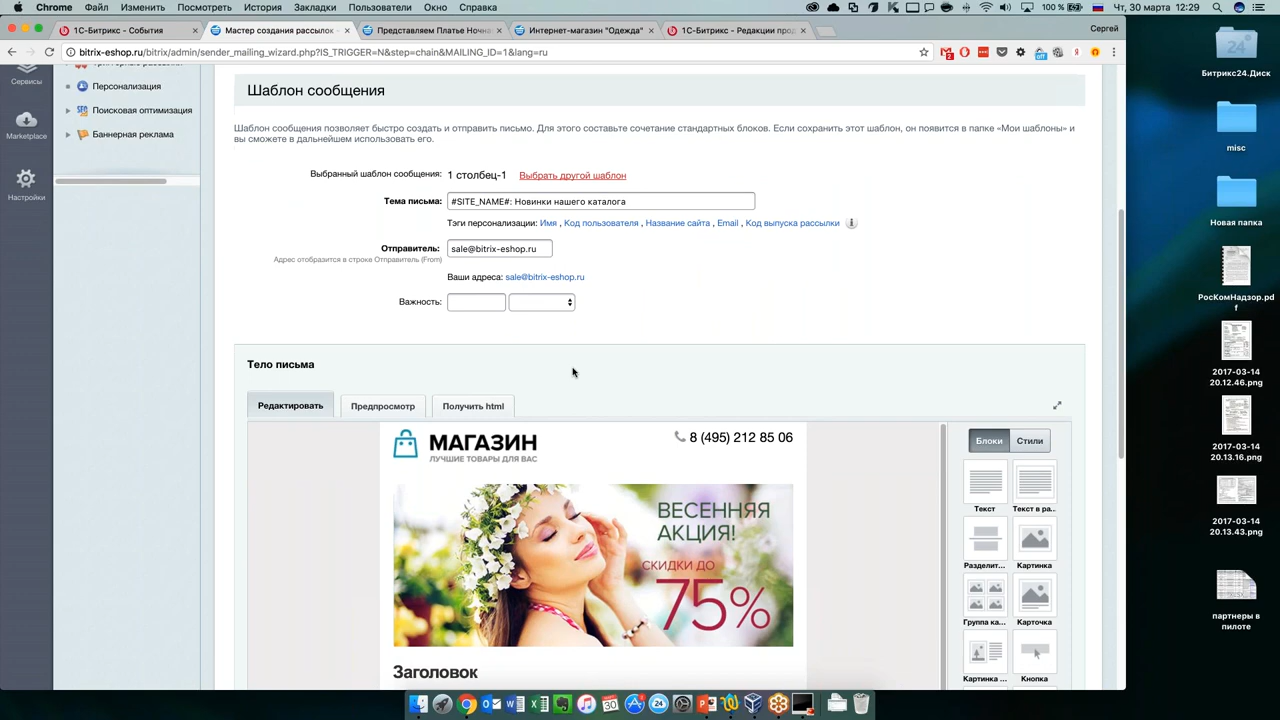 Chrome Файл Изменить Посмотреть История Закладки Пользователи Окно Справка
Чт, 30 марта 12:29
1С-Битрикс - События
Мастер создания рассылок -
Представляем Платье Ночна
Интернет-магазин "Одежда"
1С-Битрикс - Редакции прод
Сергей
bitrix-eshop.ru/bitrix/admin/sender_mailing_wizard.php?IS_TRIGGER=N&step=chain&MAILING_ID=1&lang=ru
Сервисы
Marketplace
Настройки
Персонализация
Поисковая оптимизация
Баннерная реклама
Шаблон сообщения
Шаблон сообщения позволяет быстро создать и отправить письмо. Для этого составьте сочетание стандартных блоков. Если сохранить этот шаблон, он появится в папке «Мои шаблоны» и
вы сможете в дальнейшем использовать его.
Выбранный шаблон сообщения: 1 столбец-1 Выбрать другой шаблон
Тема письма: #SITE_NAME#: Новинки нашего каталога
Тэги персонализации: Имя , Код пользователя , Название сайта , Email , Код выпуска рассылки
Отправитель: sale@bitrix-eshop.ru
Адрес отобразится в строке Отправитель (From)
Ваши адреса: sale@bitrix-eshop.ru
Важность:
Тело письма
Редактировать Предпросмотр Получить html
МАГАЗИН
ЛУЧШИЕ ТОВАРЫ ДЛЯ ВАС
8 (495) 212 85 06
ВЕСЕННЯЯ
АКЦИЯ!
СКИДКИ ДО
75%
Заголовок
Блоки Стили
Текст Текст в ра..
Разделит... Картинка
Группа ка... Карточка
Картинка ... Кнопка
Битрикс24.Диск
misc
Новая папка
РосКомНадзор.pd
f
2017-03-14
20.12.46.png
2017-03-14
20.13.16.png
2017-03-14
20.13.43.png
партнеры в
пилоте